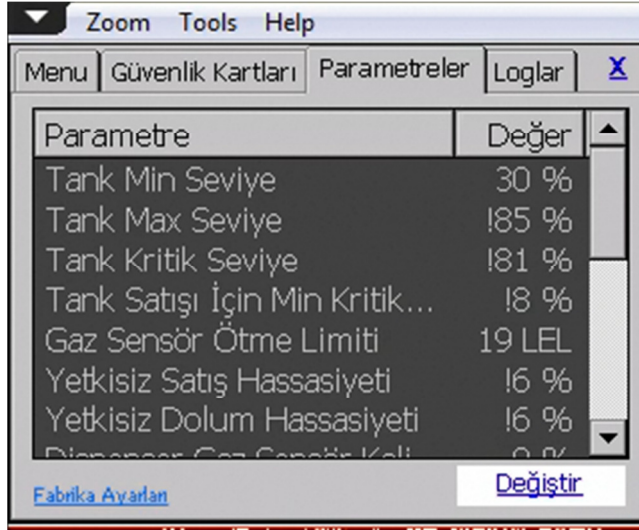 Zoom Tools Help
Menu Güvenlik Kartları Parametreler Loglar X
Parametre Değer
Tank Min Seviye 30 %
Tank Max Seviye !85 %
Tank Kritik Seviye !81 %
Tank Satışı İçin Min Kritik... !8 %
Gaz Sensör Ötme Limiti 19 LEL
Yetkisiz Satış Hassasiyeti !6 %
Yetkisiz Dolum Hassasiyeti !6 %
Fabrika Ayarları Değiştir